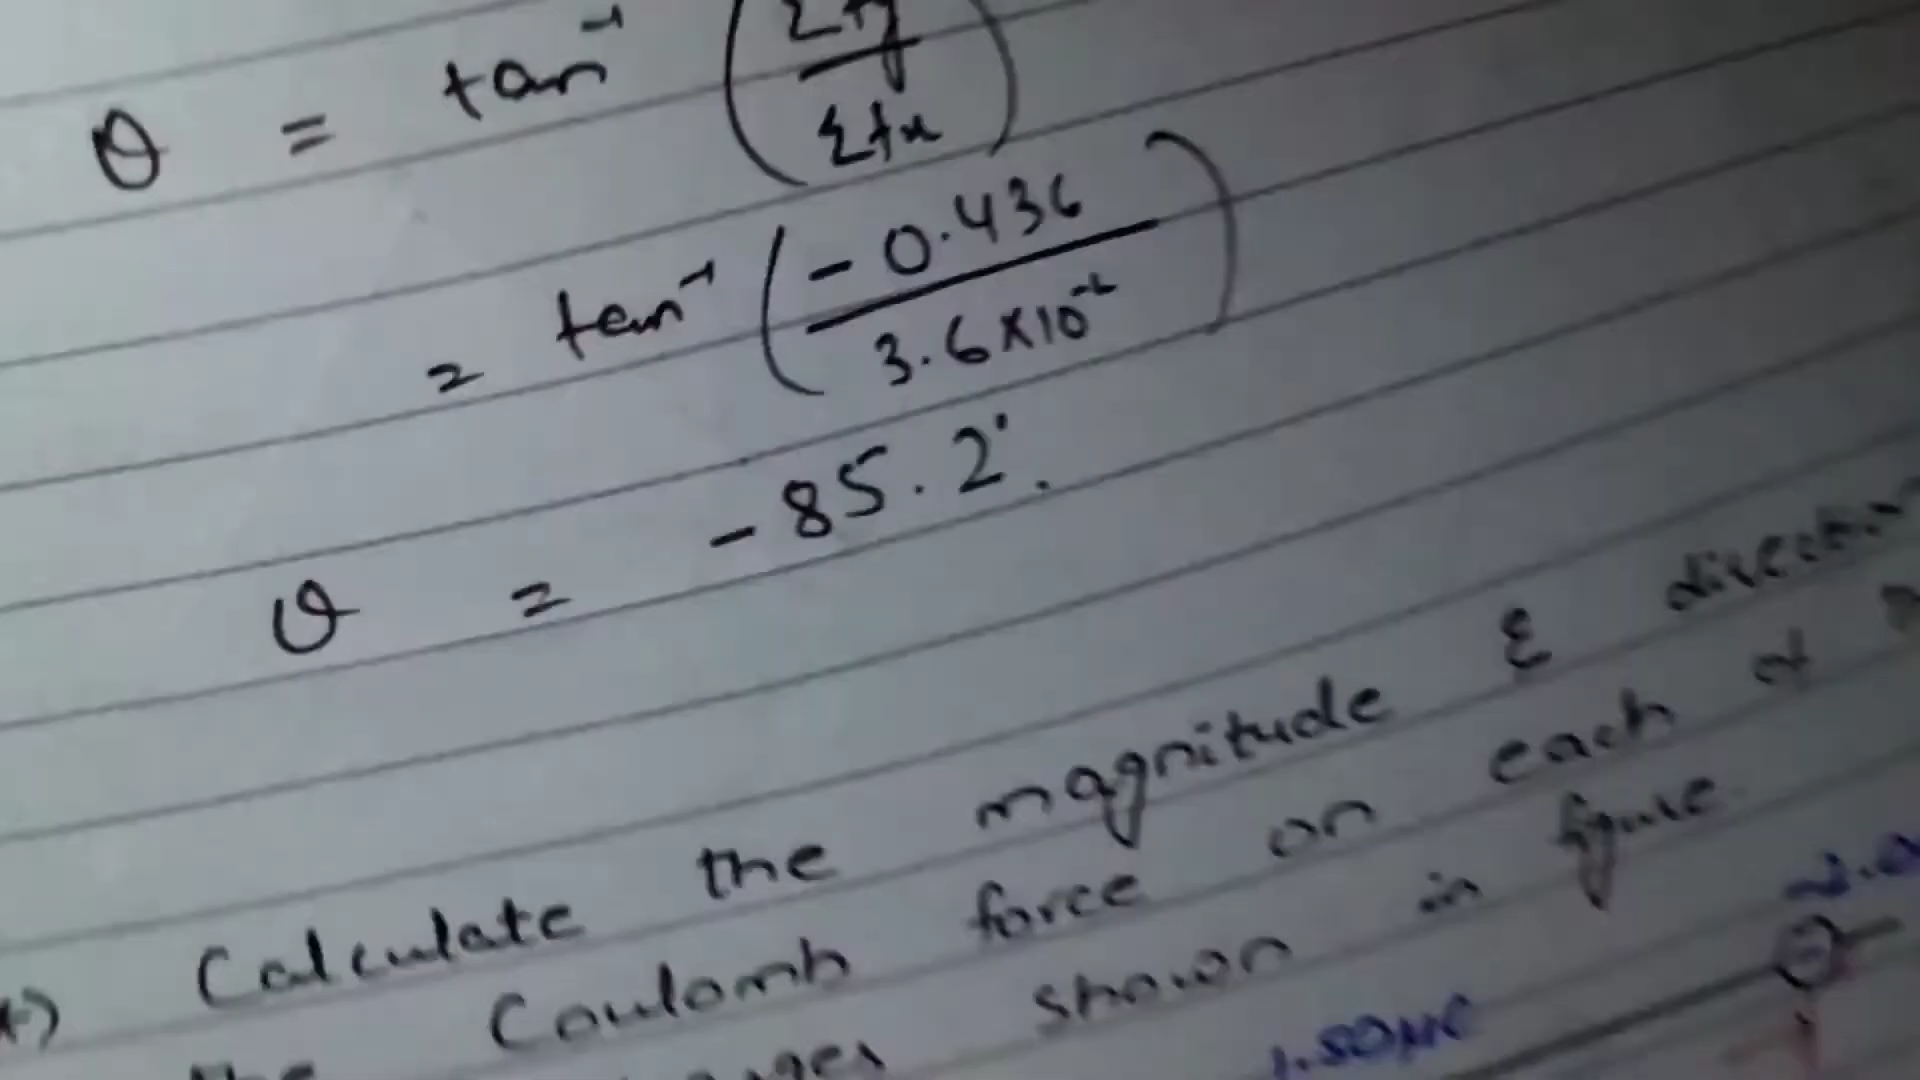 θ = tan⁻¹ (Σfy / Σfx)
= tan⁻¹ (-0.436 / 3.6×10⁻²)
θ = -85.2°.
Calculate the magnitude & direction
Coulomb force on each of
shown in figure
1.50μC